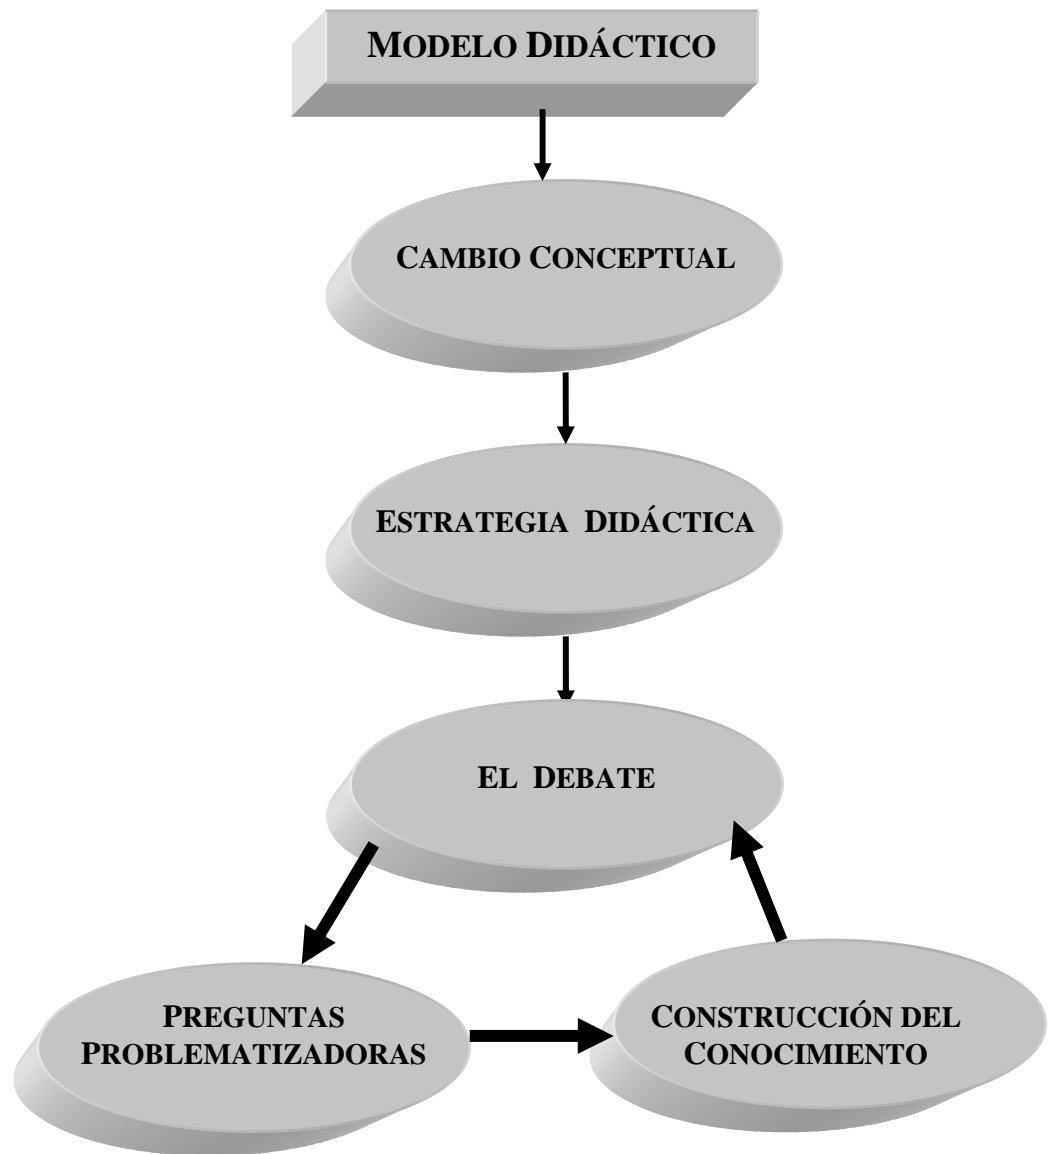 MODELO DIDÁCTICO
CAMBIO CONCEPTUAL
ESTRATEGIA DIDÁCTICA
EL DEBATE
PREGUNTAS
PROBLEMATIZADORAS
CONSTRUCCIÓN DEL
CONOCIMIENTO